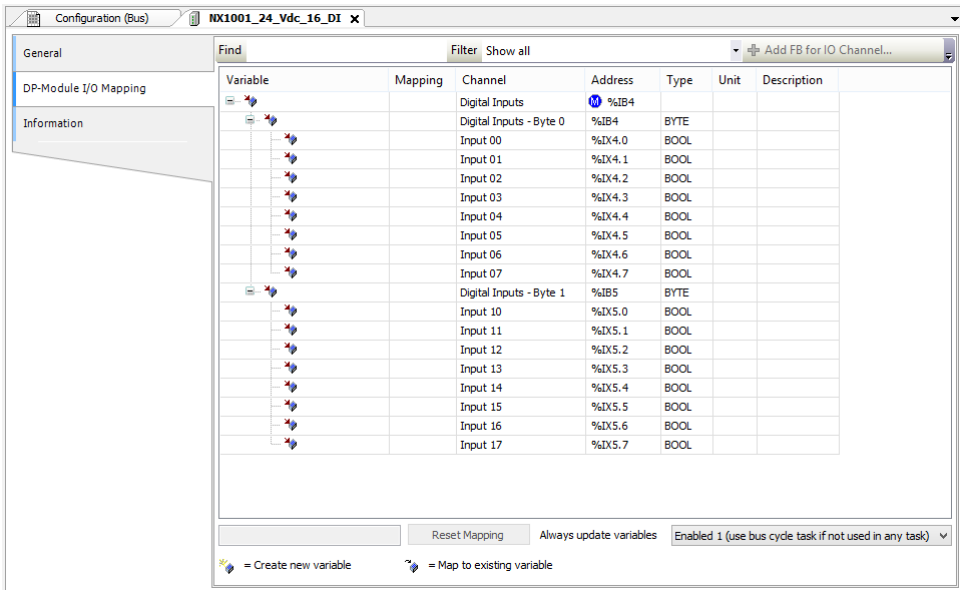 Configuration (Bus) NX1001_24_Vdc_16_DI X
General
DP-Module I/O Mapping
Information
Find Filter Show all Add FB for IO Channel...
Variable Mapping Channel Address Type Unit Description
Digital Inputs M %IB4
Digital Inputs - Byte 0 %IB4 BYTE
Input 00 %IX4.0 BOOL
Input 01 %IX4.1 BOOL
Input 02 %IX4.2 BOOL
Input 03 %IX4.3 BOOL
Input 04 %IX4.4 BOOL
Input 05 %IX4.5 BOOL
Input 06 %IX4.6 BOOL
Input 07 %IX4.7 BOOL
Digital Inputs - Byte 1 %IB5 BYTE
Input 10 %IX5.0 BOOL
Input 11 %IX5.1 BOOL
Input 12 %IX5.2 BOOL
Input 13 %IX5.3 BOOL
Input 14 %IX5.4 BOOL
Input 15 %IX5.5 BOOL
Input 16 %IX5.6 BOOL
Input 17 %IX5.7 BOOL
Reset Mapping Always update variables Enabled 1 (use bus cycle task if not used in any task)
= Create new variable = Map to existing variable